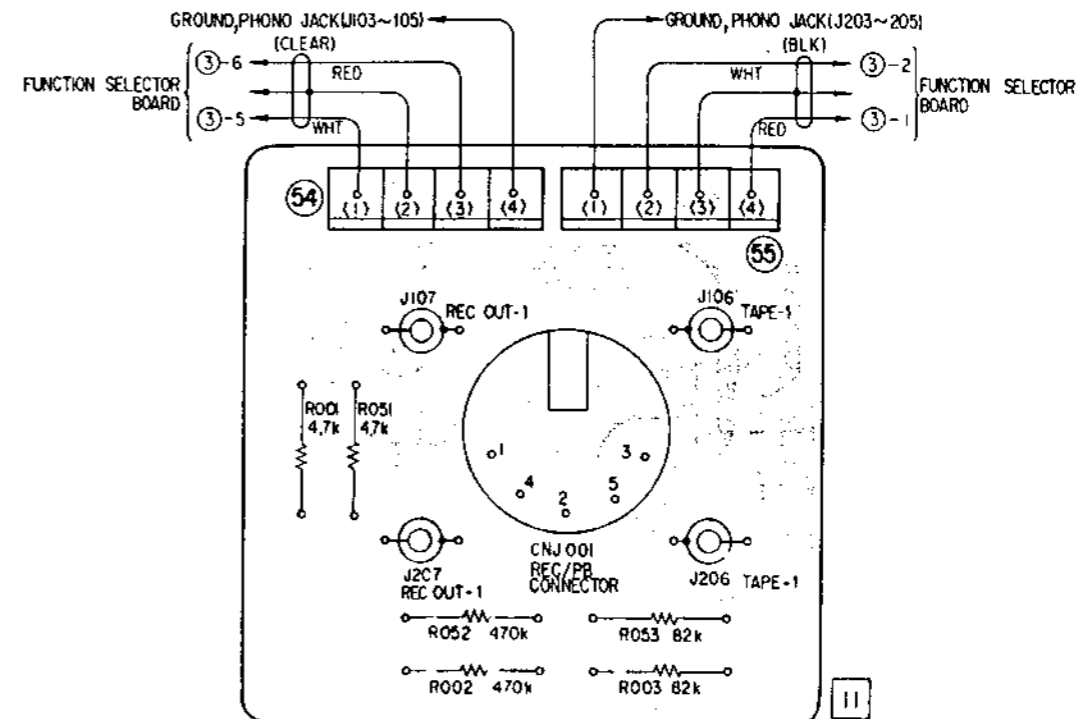 GROUND,PHONO JACK(J103~105)
GROUND, PHONO JACK(J203~205)
(CLEAR)
(BLK)
③-6
RED
WHT
③-2
FUNCTION SELECTOR
BOARD
FUNCTION SELECTOR
BOARD
③-5
WHT
RED
③-1
54
(1) (2) (3) (4)
(1) (2) (3) (4)
55
J107
REC OUT-1
J106
TAPE-1
R001
4,7k
R051
4,7k
1
3
4
5
2
CNJ001
REC/PB
CONNECTOR
J207
REC OUT-1
J206
TAPE-1
R052 470k
R053 82k
R002 470k
R003 82k
11